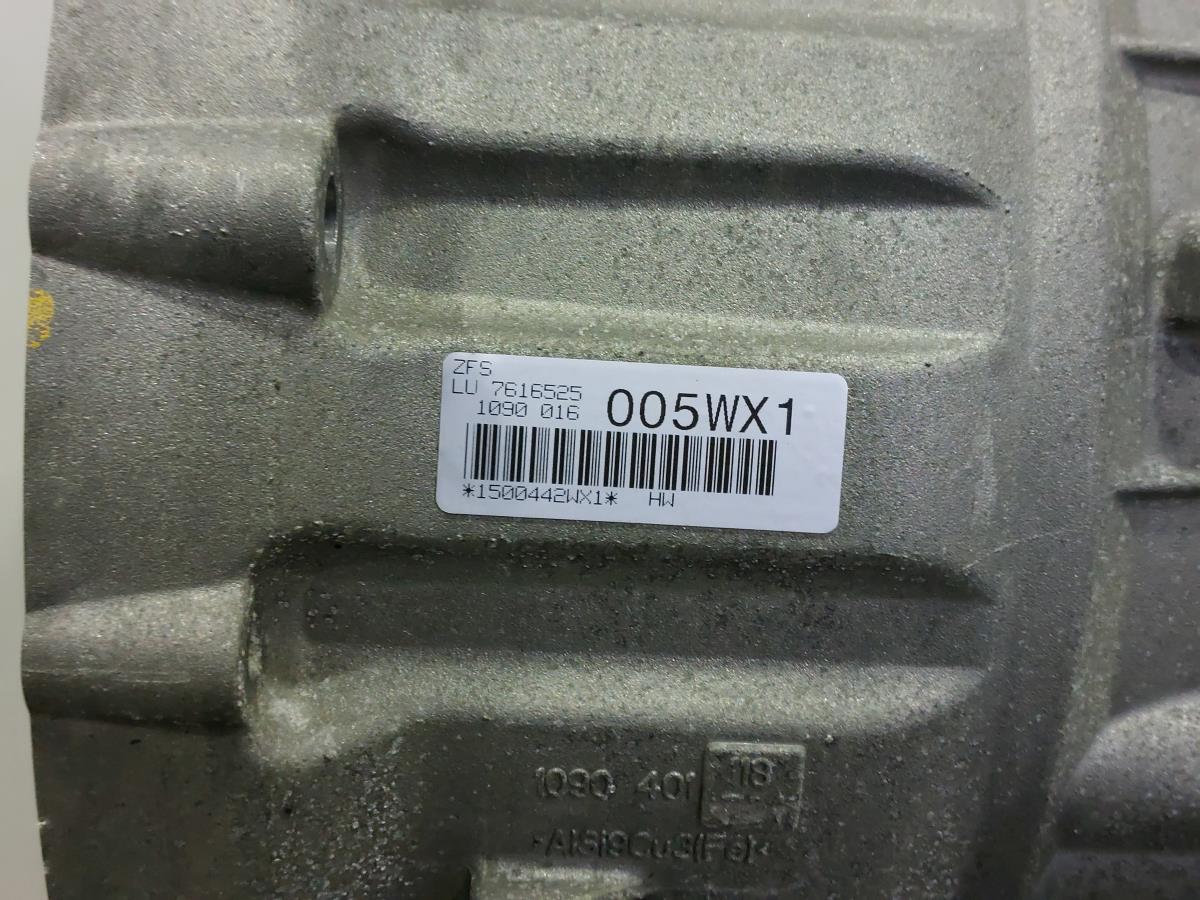 ZFS
LU 7616525
1090 016 005WX1
*1500442WX1* HW
1090 401 18
>AlSi9Cu3(Fe)<